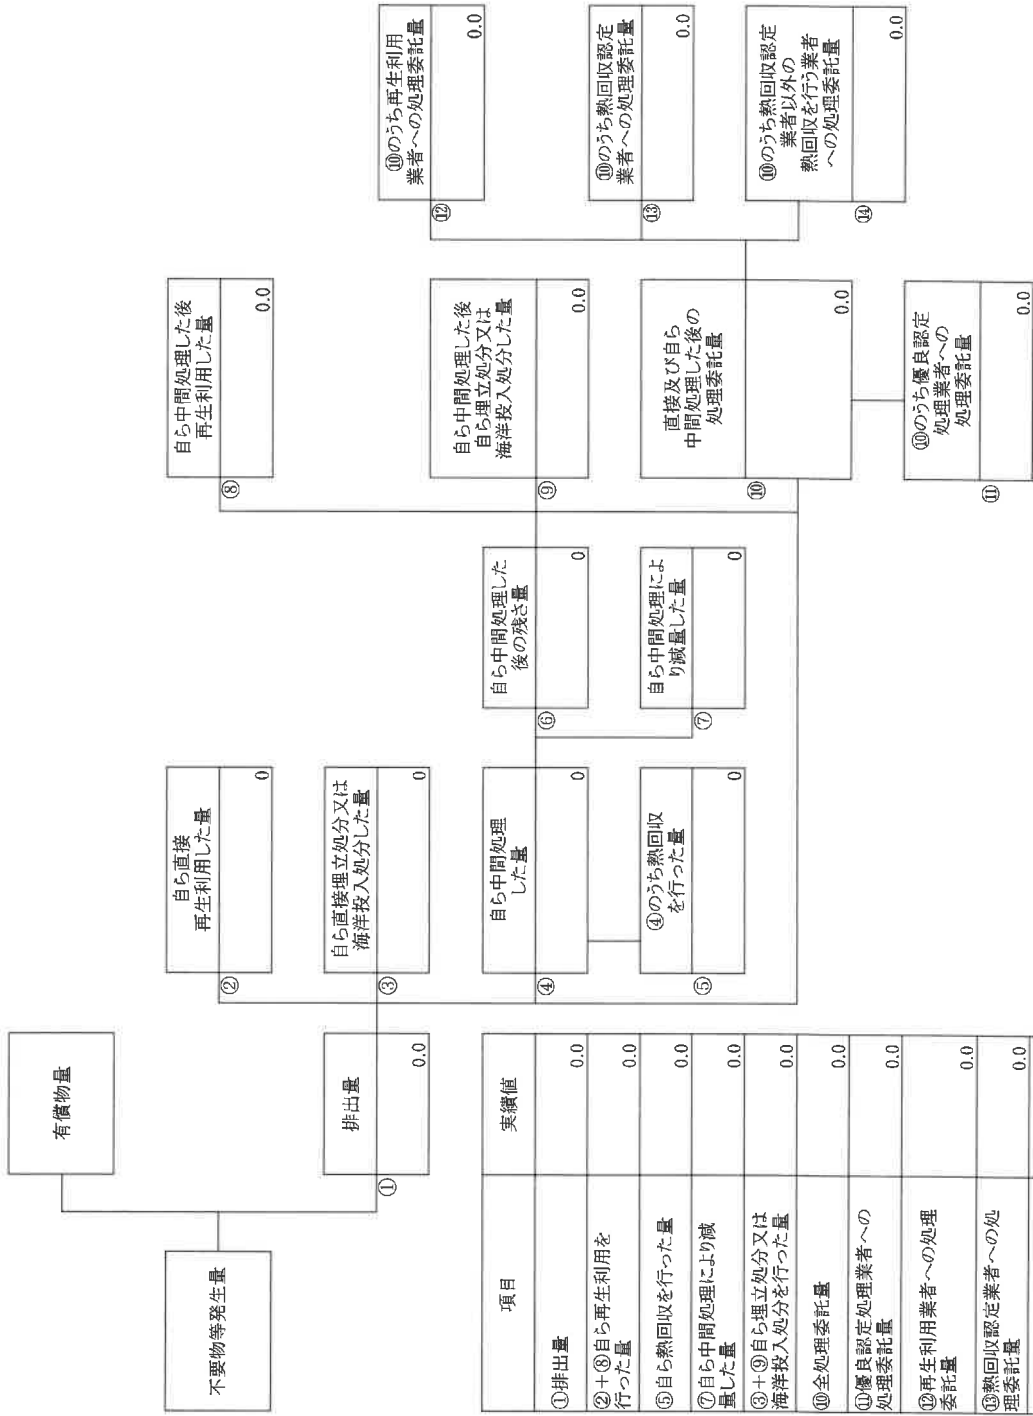 不要物等発生量
有償物量
①
排出量
0.0
②
自ら直接
再生利用した量
0
③
自ら直接埋立処分又は
海洋投入処分した量
0
④
自ら中間処理
した量
0
⑤
④のうち熱回収
を行った量
0
⑥
自ら中間処理した
後の残さ量
0
⑦
自ら中間処理によ
り減量した量
0
⑧
自ら中間処理した後
再生利用した量
0.0
⑨
自ら中間処理した後
自ら埋立処分又は
海洋投入処分した量
0.0
⑩
直接及び自ら
中間処理した後の
処理委託量
0.0
⑪
⑩のうち優良認定
処理業者への
処理委託量
0.0
⑫
⑩のうち再生利用
業者への処理委託量
0.0
⑬
⑩のうち熱回収認定
業者への処理委託量
0.0
⑭
⑩のうち熱回収認定
業者以外の
熱回収を行う業者
への処理委託量
0.0
項目 実績値
①排出量 0.0
②+⑧自ら再生利用を
行った量 0.0
⑤自ら熱回収を行った量 0.0
⑦自ら中間処理により減
量した量 0.0
③+⑨自ら埋立処分又は
海洋投入処分を行った量 0.0
⑩全処理委託量 0.0
⑪優良認定処理業者への
処理委託量 0.0
⑫再生利用業者への処理
委託量 0.0
⑬熱回収認定業者への処
理委託量 0.0